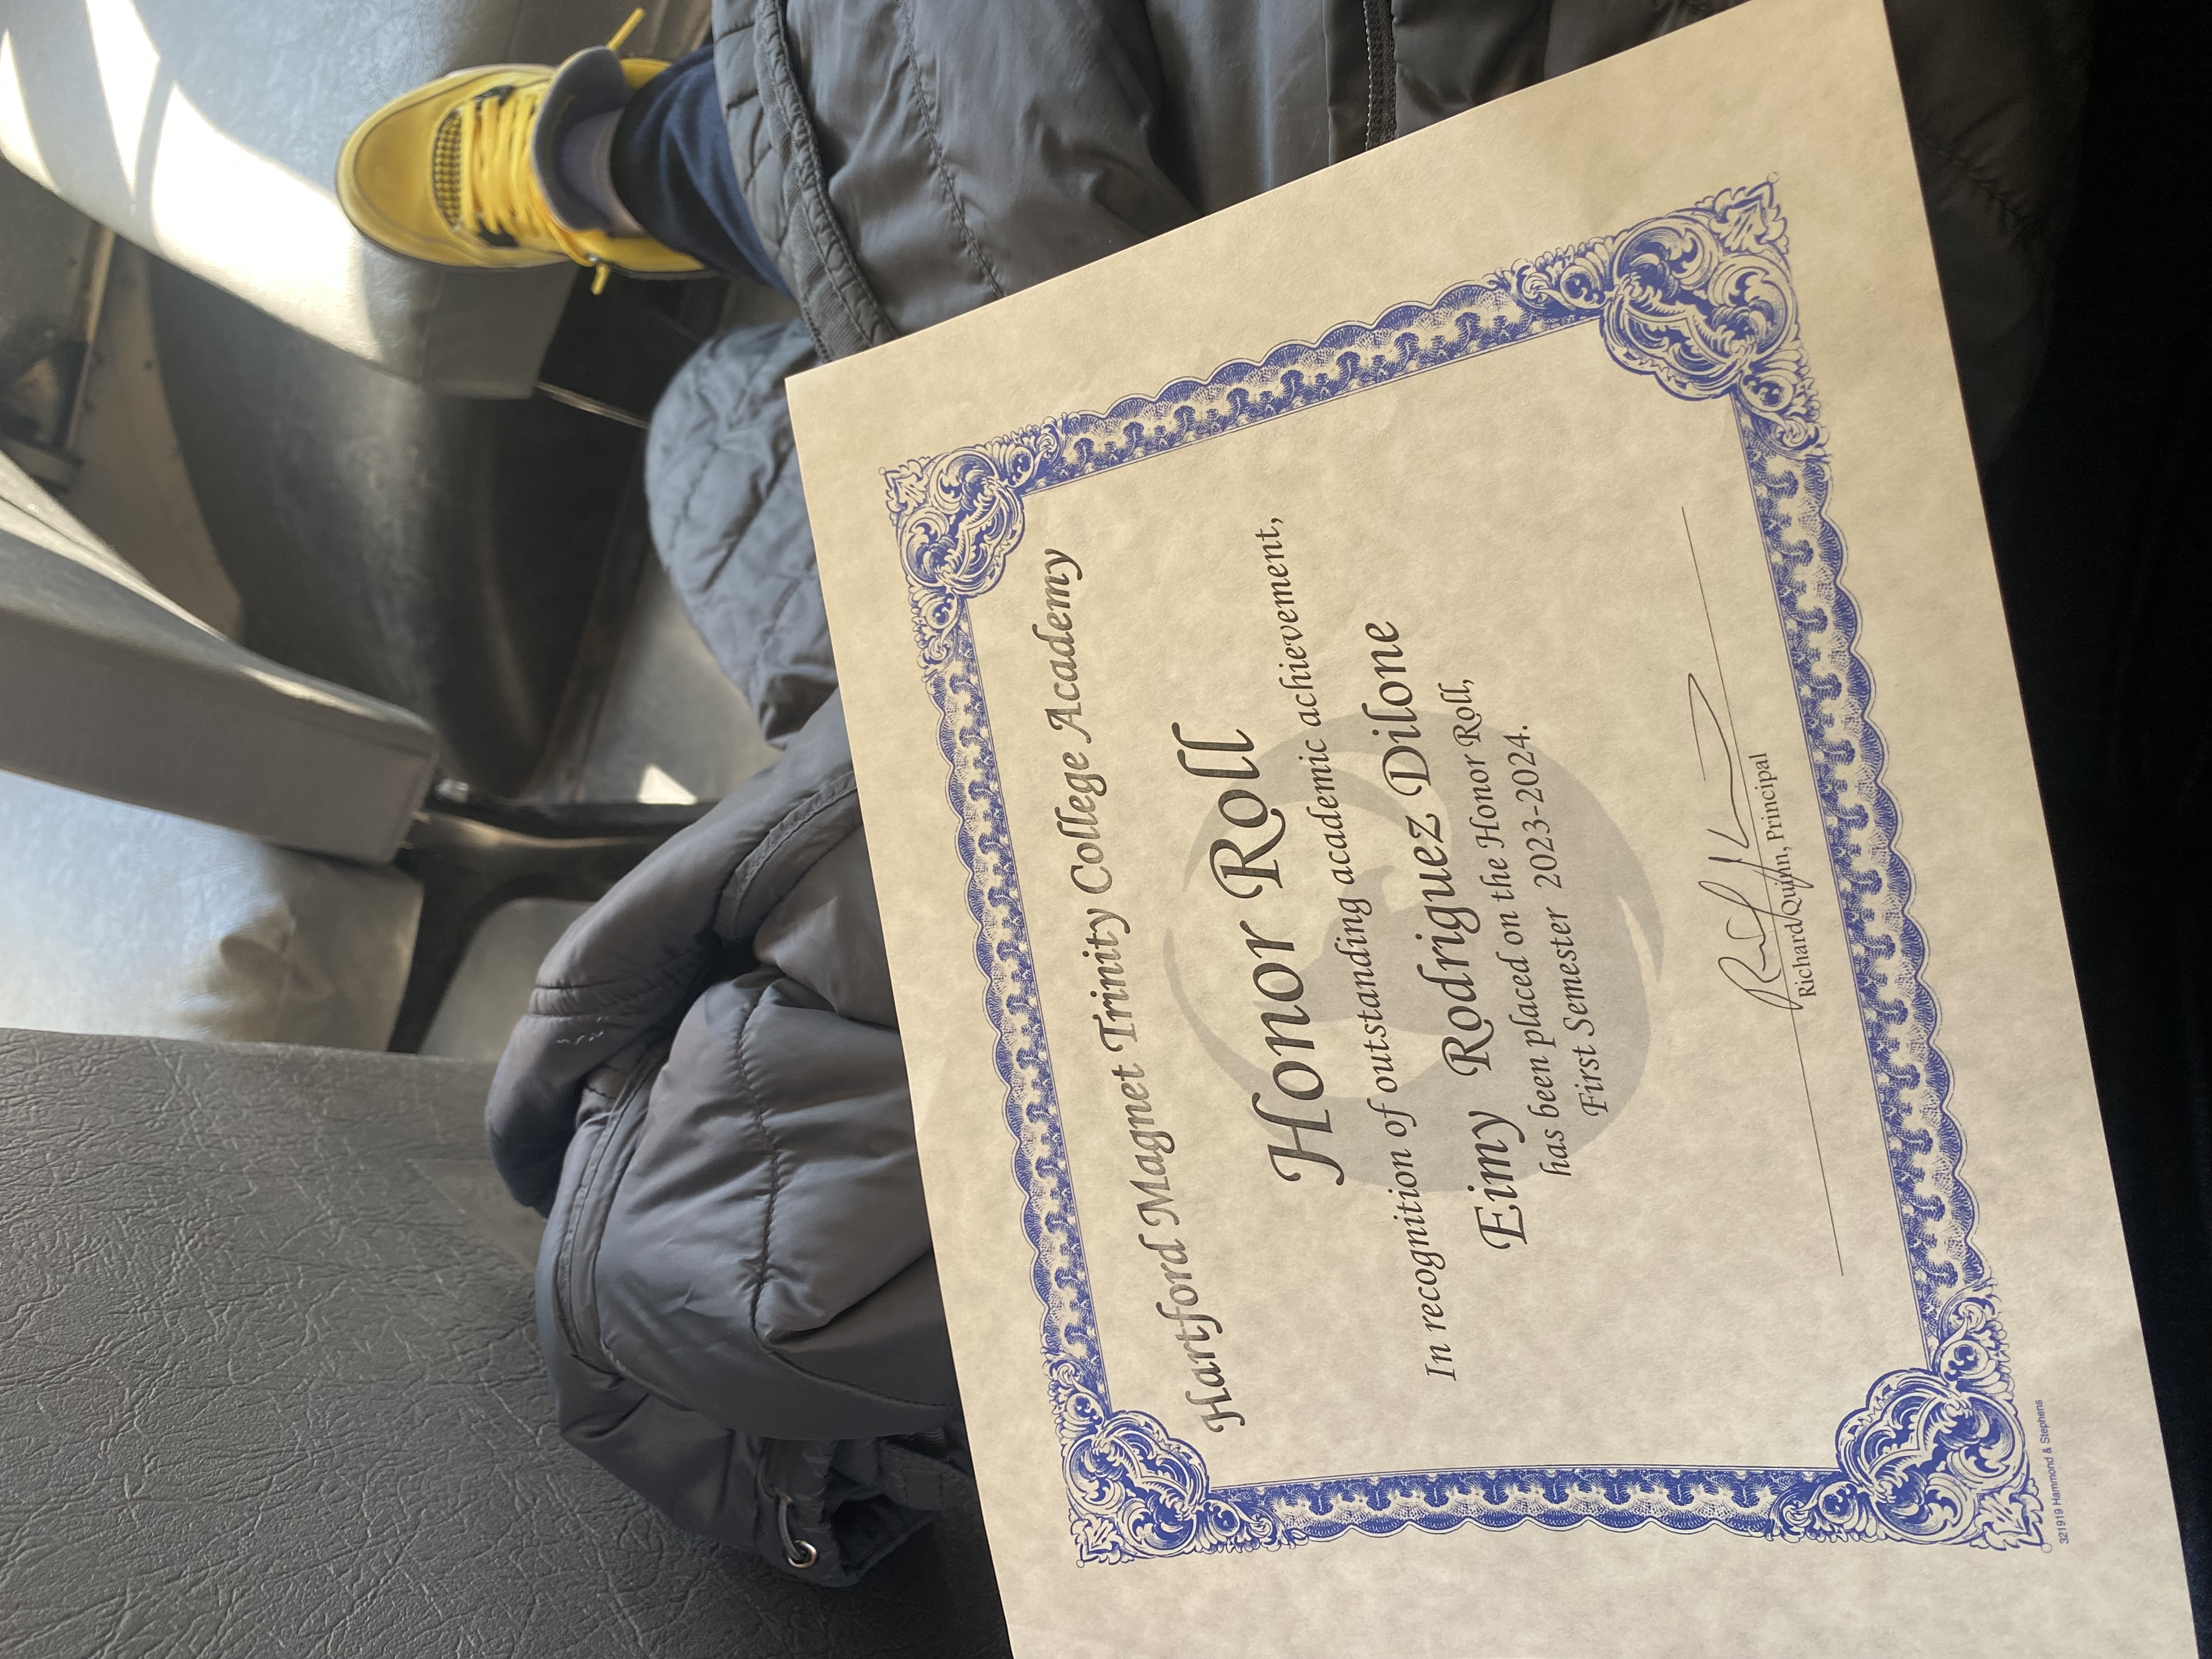 Hartford Magnet Trinity College Academy
Honor Roll
In recognition of outstanding academic achievement,
Eimy Rodriguez Dilone
has been placed on the Honor Roll,
First Semester 2023-2024.
Richard Quinn, Principal
321919 Hammond & Stephens